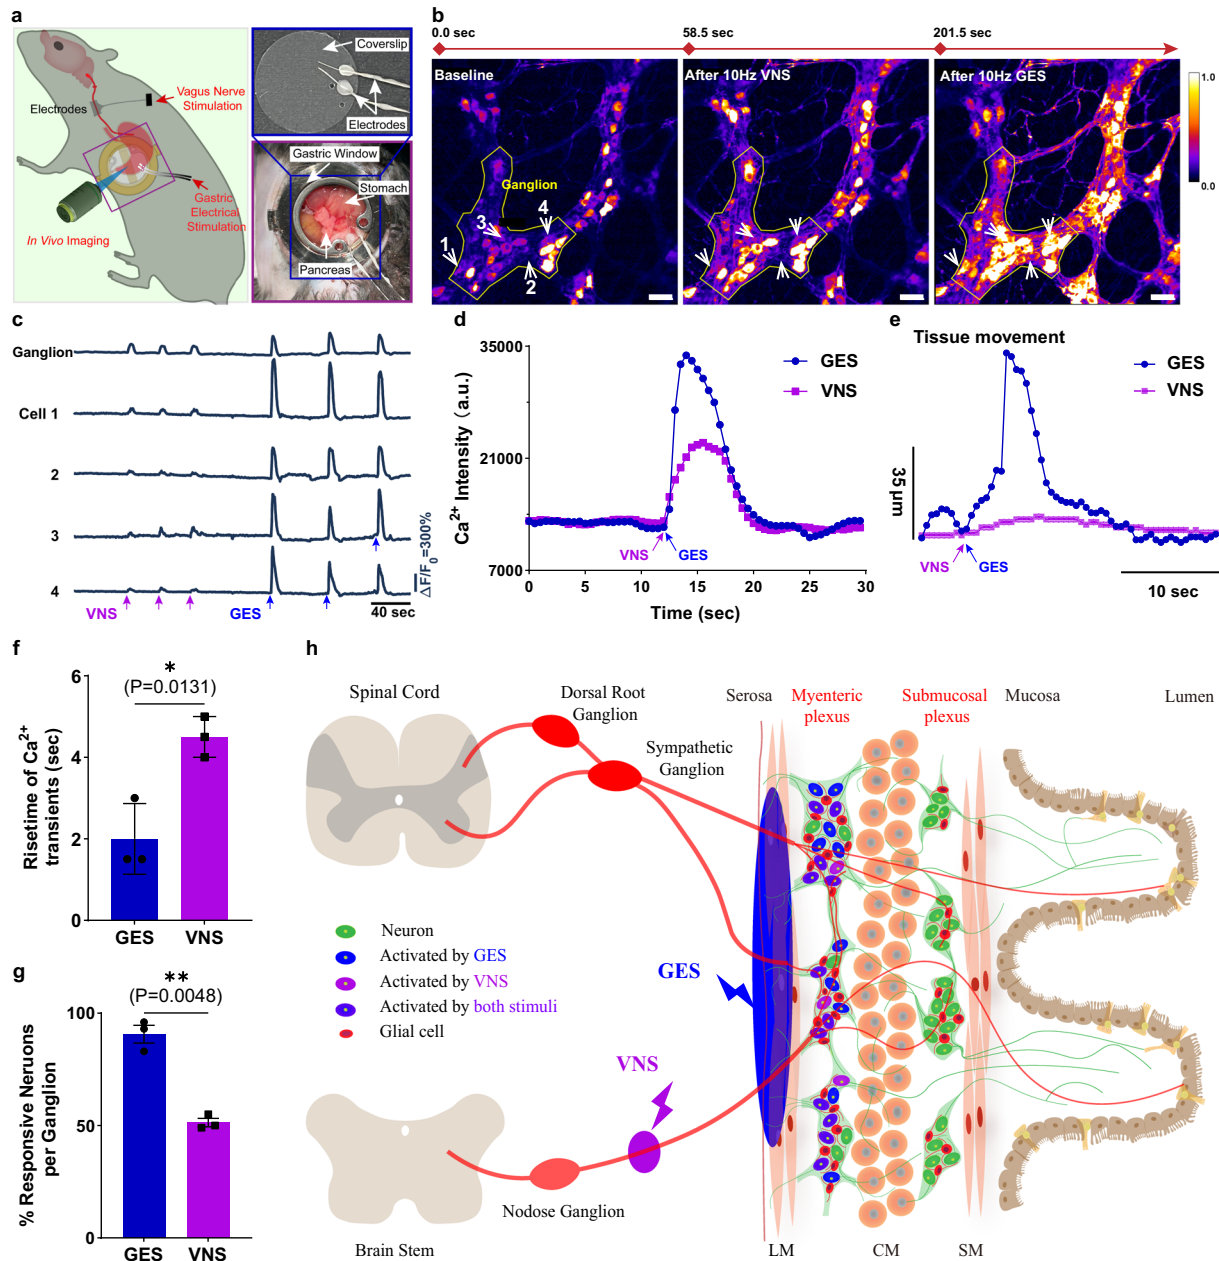 a
Electrodes
Vagus Nerve
Stimulation
In Vivo Imaging
Gastric
Electrical
Stimulation
Coverslip
Electrodes
Gastric Window
Stomach
Pancreas
b
0.0 sec
58.5 sec
201.5 sec
Baseline
After 10Hz VNS
After 10Hz GES
Ganglion
1
2
3
4
1.0
0.0
c
Ganglion
Cell 1
2
3
4
VNS
GES
40 sec
ΔF/F0=300%
d
35000
21000
7000
Ca2+ Intensity (a.u.)
GES
VNS
VNS
GES
0
5
10
15
20
25
30
Time (sec)
e
Tissue movement
GES
VNS
35 µm
VNS
GES
10 sec
f
*
(P=0.0131)
6
4
2
0
Risetime of Ca2+
transients (sec)
GES
VNS
g
**
(P=0.0048)
100
50
0
% Responsive Neruons
per Ganglion
GES
VNS
h
Spinal Cord
Dorsal Root
Ganglion
Sympathetic
Ganglion
Serosa
Myenteric
plexus
Submucosal
plexus
Mucosa
Lumen
Neuron
Activated by GES
Activated by VNS
Activated by both stimuli
Glial cell
GES
VNS
Nodose Ganglion
Brain Stem
LM
CM
SM